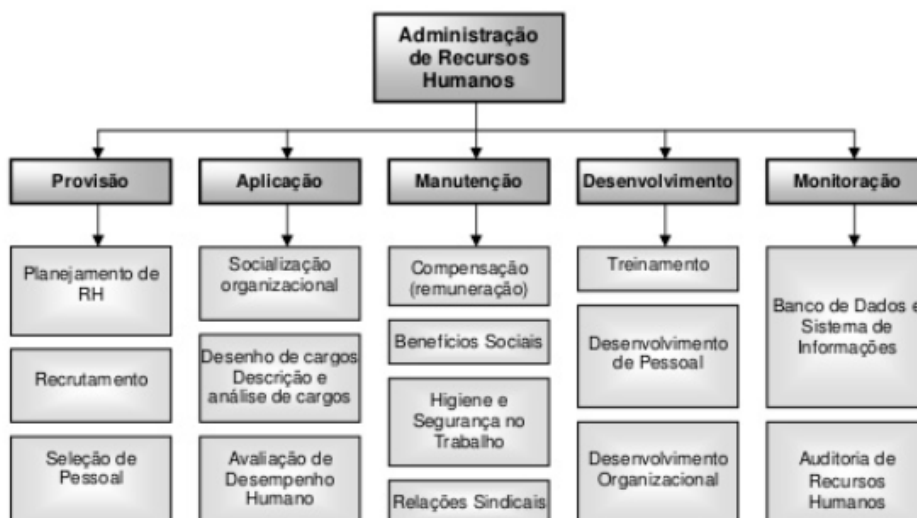 Administração
de Recursos
Humanos
Provisão
Aplicação
Manutenção
Desenvolvimento
Monitoração
Planejamento de
RH
Recrutamento
Seleção de
Pessoal
Socialização
organizacional
Desenho de cargos
Descrição e
análise de cargos
Avaliação de
Desempenho
Humano
Compensação
(remuneração)
Benefícios Sociais
Higiene e
Segurança no
Trabalho
Relações Sindicais
Treinamento
Desenvolvimento
de Pessoal
Desenvolvimento
Organizacional
Banco de Dados e
Sistema de
Informações
Auditoria de
Recursos
Humanos